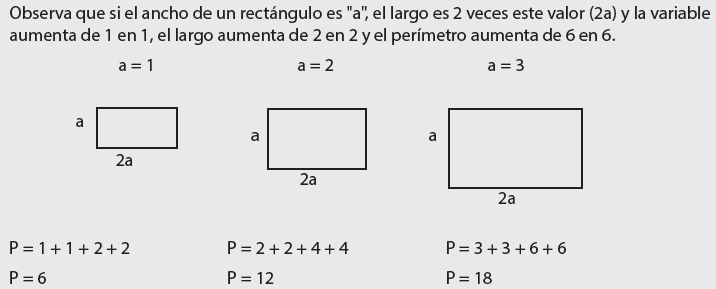 Observa que si el ancho de un rectángulo es "a", el largo es 2 veces este valor (2a) y la variable
aumenta de 1 en 1, el largo aumenta de 2 en 2 y el perímetro aumenta de 6 en 6.
a = 1 a = 2 a = 3
a a a
2a 2a 2a
P = 1 + 1 + 2 + 2 P = 2 + 2 + 4 + 4 P = 3 + 3 + 6 + 6
P = 6 P = 12 P = 18